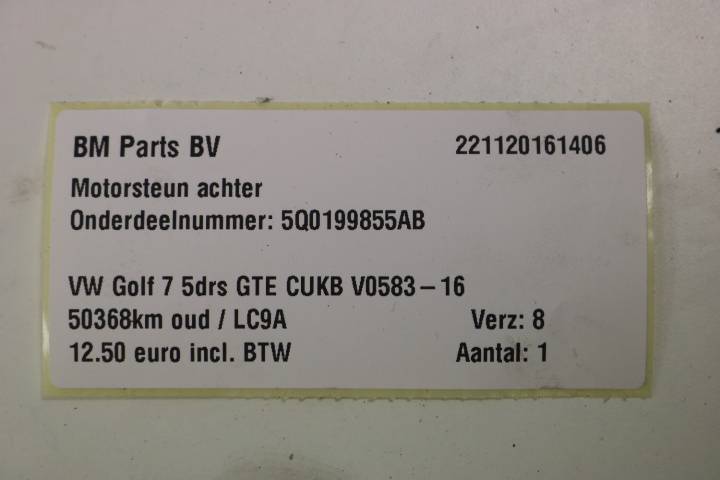 BM Parts BV 221120161406
Motorsteun achter
Onderdeelnummer: 5Q0199855AB
VW Golf 7 5drs GTE CUKB V0583-16
50368km oud / LC9A Verz: 8
12.50 euro incl. BTW Aantal: 1